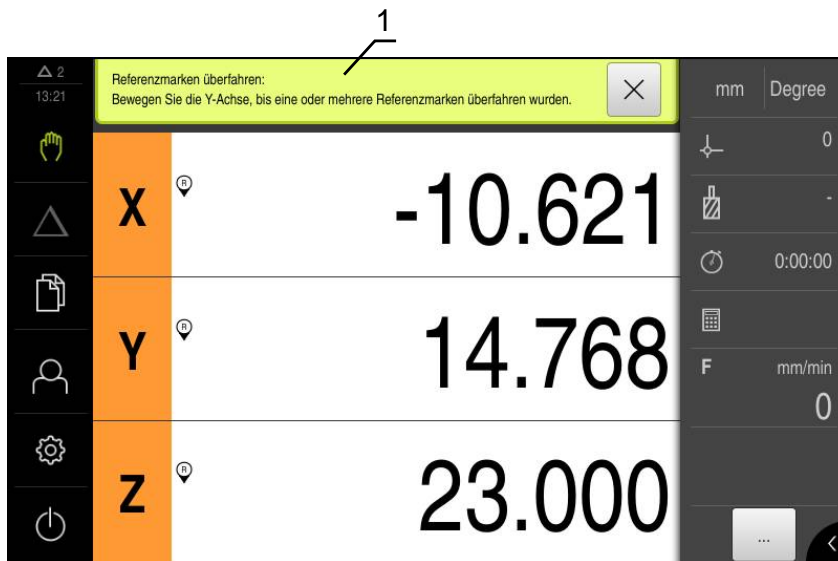 1
2
13:21
Referenzmarken überfahren:
Bewegen Sie die Y-Achse, bis eine oder mehrere Referenzmarken überfahren wurden.
mm Degree
X R -10.621
0
-
0:00:00
Y R 14.768
F mm/min
0
Z R 23.000
...